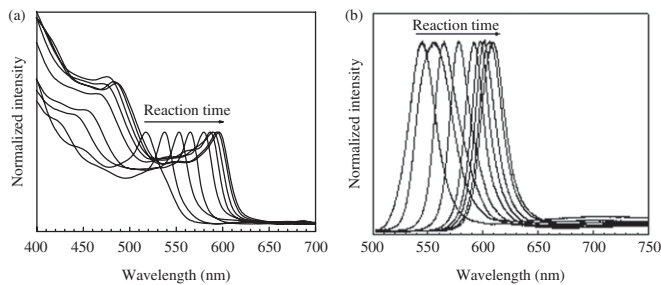 (a)
Normalized intensity
Reaction time
400 450 500 550 600 650 700
Wavelength (nm)
(b)
Normalized intensity
Reaction time
500 550 600 650 700 750
Wavelength (nm)